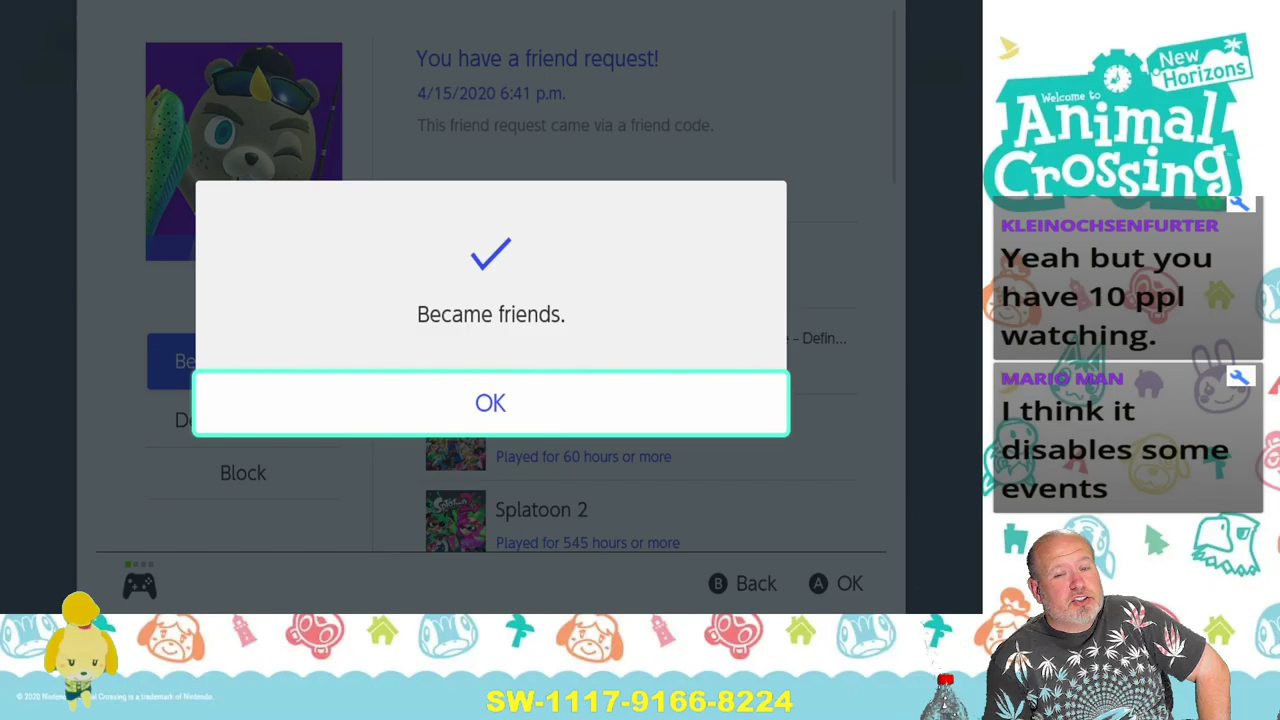 You have a friend request!
4/15/2020 6:41 p.m.
This friend request came via a friend code.
Became friends.
- Defin...
Be
OK
De
Played for 60 hours or more
Block
Splatoon 2
Played for 545 hours or more
B Back
A OK
New
Horizons
Welcome to
Animal
Crossing
KLEINOCHSENFURTER
Yeah but you
have 10 ppl
watching.
MARIO MAN
I think it
disables some
events
SW-1117-9166-8224